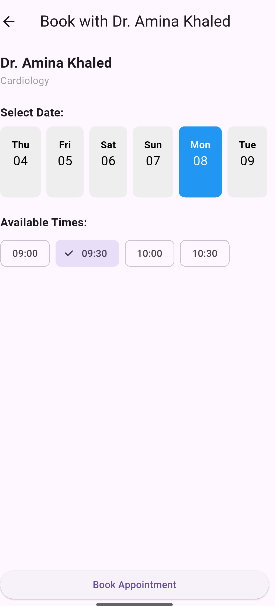 Book with Dr. Amina Khaled
Dr. Amina Khaled
Cardiology
Select Date:
Thu Fri Sat Sun Mon Tue
04 05 06 07 08 09
Available Times:
09:00 09:30 10:00 10:30
Book Appointment